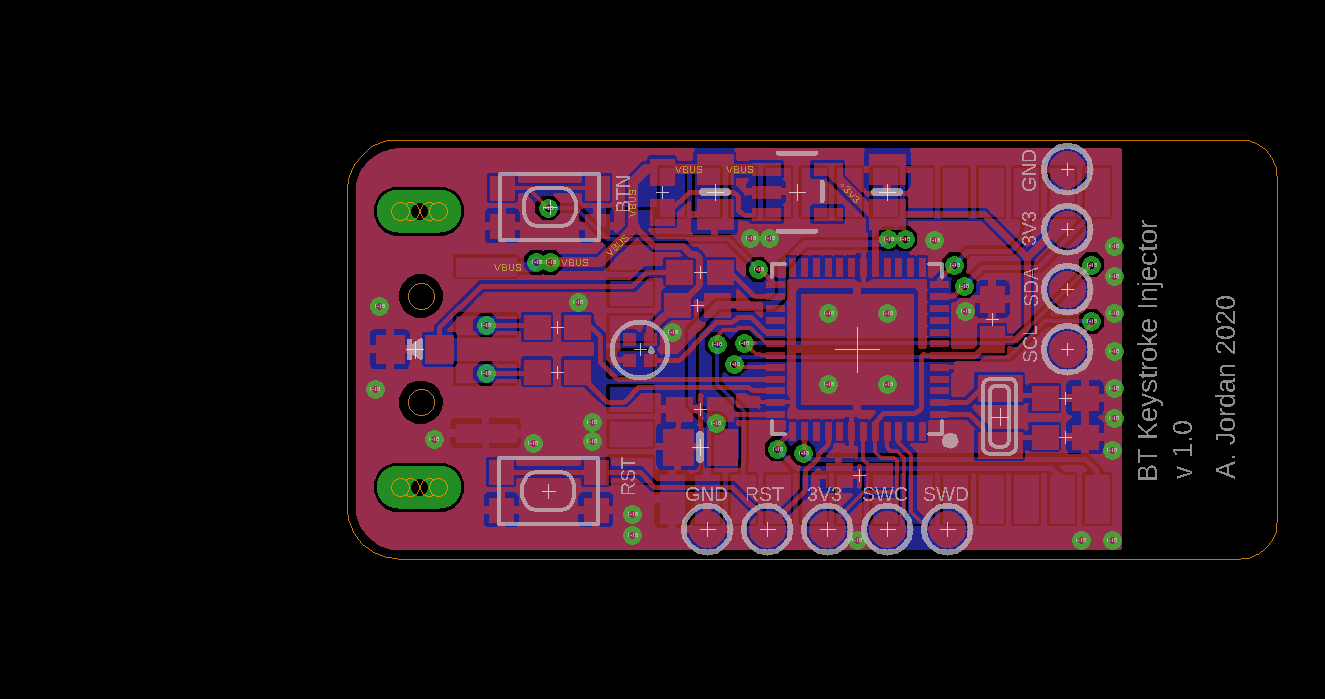 GND
BTN
VBUS
VBUS
VBUS
+3V3
3V3
VBUS
VBUS
VBUS
SDA
SCL
RST
GND
RST
3V3
SWC
SWD
BT Keystroke Injector
v 1.0
A. Jordan 2020